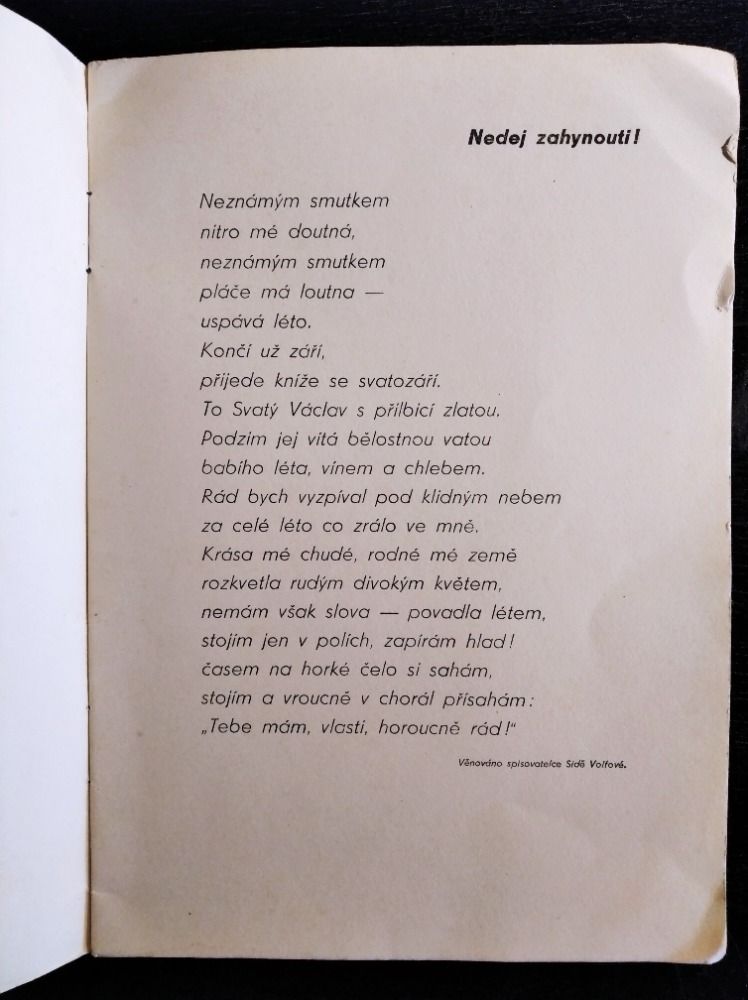 Nedej zahynouti!
Neznámým smutkem
nitro mé doutná,
neznámým smutkem
pláče má loutna —
uspává léto.
Končí už září,
přijede kníže se svatozáří.
To Svatý Václav s přilbicí zlatou.
Podzim jej vítá bělostnou vatou
babího léta, vínem a chlebem.
Rád bych vyzpíval pod klidným nebem
za celé léto co zrálo ve mně.
Krása mé chudé, rodné mé země
rozkvetla rudým divokým květem,
nemám však slova — povadla létem,
stojím jen v polích, zapírám hlad!
časem na horké čelo si sahám,
stojím a vroucně v chorál přísahám:
„Tebe mám, vlasti, horoucně rád!“
Věnováno spisovatelce Sidě Volfové.